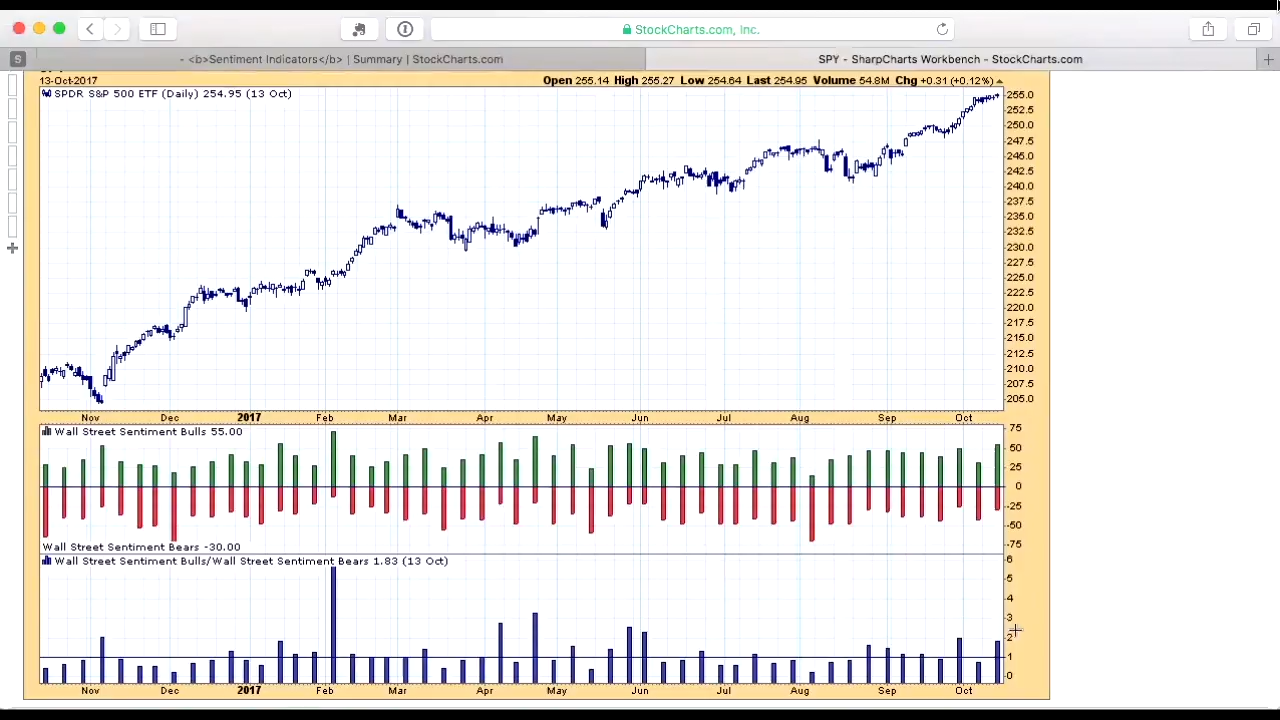 StockCharts.com, Inc.
S
- <b>Sentiment Indicators</b> | Summary | StockCharts.com
SPY - SharpCharts Workbench - StockCharts.com
13-Oct-2017
Open 255.14 High 255.27 Low 254.64 Last 254.95 Volume 54.8M Chg +0.31 (+0.12%)
SPDR S&P 500 ETF (Daily) 254.95 (13 Oct)
255.0
252.5
250.0
247.5
245.0
242.5
240.0
237.5
235.0
232.5
230.0
227.5
225.0
222.5
220.0
217.5
215.0
212.5
210.0
207.5
205.0
Nov Dec 2017 Feb Mar Apr May Jun Jul Aug Sep Oct
Wall Street Sentiment Bulls 55.00
75
50
25
0
-25
-50
-75
Wall Street Sentiment Bears -30.00
Wall Street Sentiment Bulls/Wall Street Sentiment Bears 1.83 (13 Oct)
6
5
4
3
2
1
0
Nov Dec 2017 Feb Mar Apr May Jun Jul Aug Sep Oct